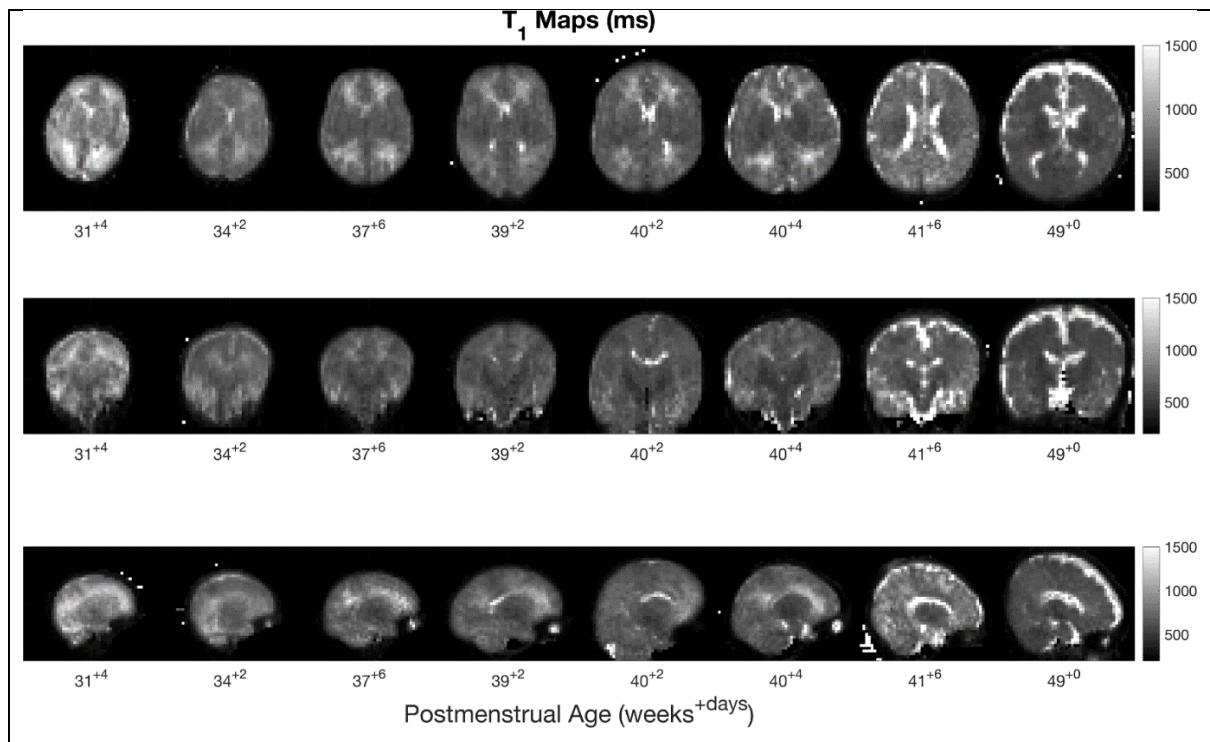 T₁ Maps (ms)
1500
1000
500
31⁺⁴ 34⁺² 37⁺⁶ 39⁺² 40⁺² 40⁺⁴ 41⁺⁶ 49⁺⁰
1500
1000
500
31⁺⁴ 34⁺² 37⁺⁶ 39⁺² 40⁺² 40⁺⁴ 41⁺⁶ 49⁺⁰
1500
1000
500
31⁺⁴ 34⁺² 37⁺⁶ 39⁺² 40⁺² 40⁺⁴ 41⁺⁶ 49⁺⁰
Postmenstrual Age (weeks⁺ᵈᵃʸˢ)